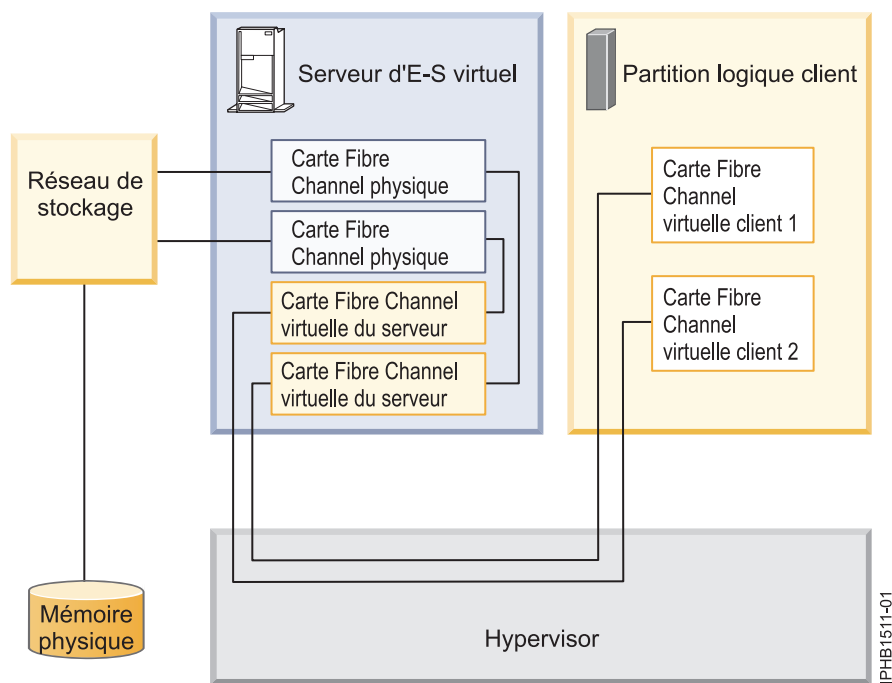 Serveur d'E-S virtuel
Partition logique client
Réseau de
stockage
Carte Fibre
Channel physique
Carte Fibre
Channel physique
Carte Fibre Channel
virtuelle du serveur
Carte Fibre Channel
virtuelle du serveur
Carte Fibre
Channel
virtuelle client 1
Carte Fibre
Channel
virtuelle client 2
Mémoire
physique
Hypervisor
IPHB1511-01